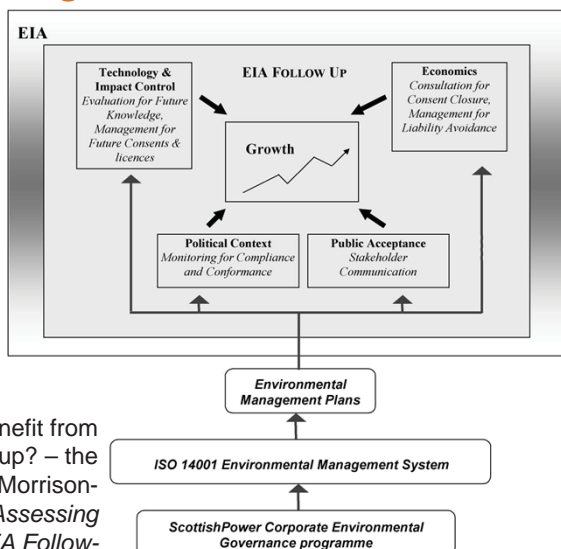 EIA
EIA FOLLOW UP
Technology &
Impact Control
Evaluation for Future
Knowledge,
Management for
Future Consents &
licences
Economics
Consultation for
Consent Closure,
Management for
Liability Avoidance
Growth
Political Context
Monitoring for Compliance
and Conformance
Public Acceptance
Stakeholder
Communication
Environmental
Management Plans
ISO 14001 Environmental Management System
ScottishPower Corporate Environmental
Governance programme
nefit from
up? – the
Morrison-
Assessing
EIA Follow-